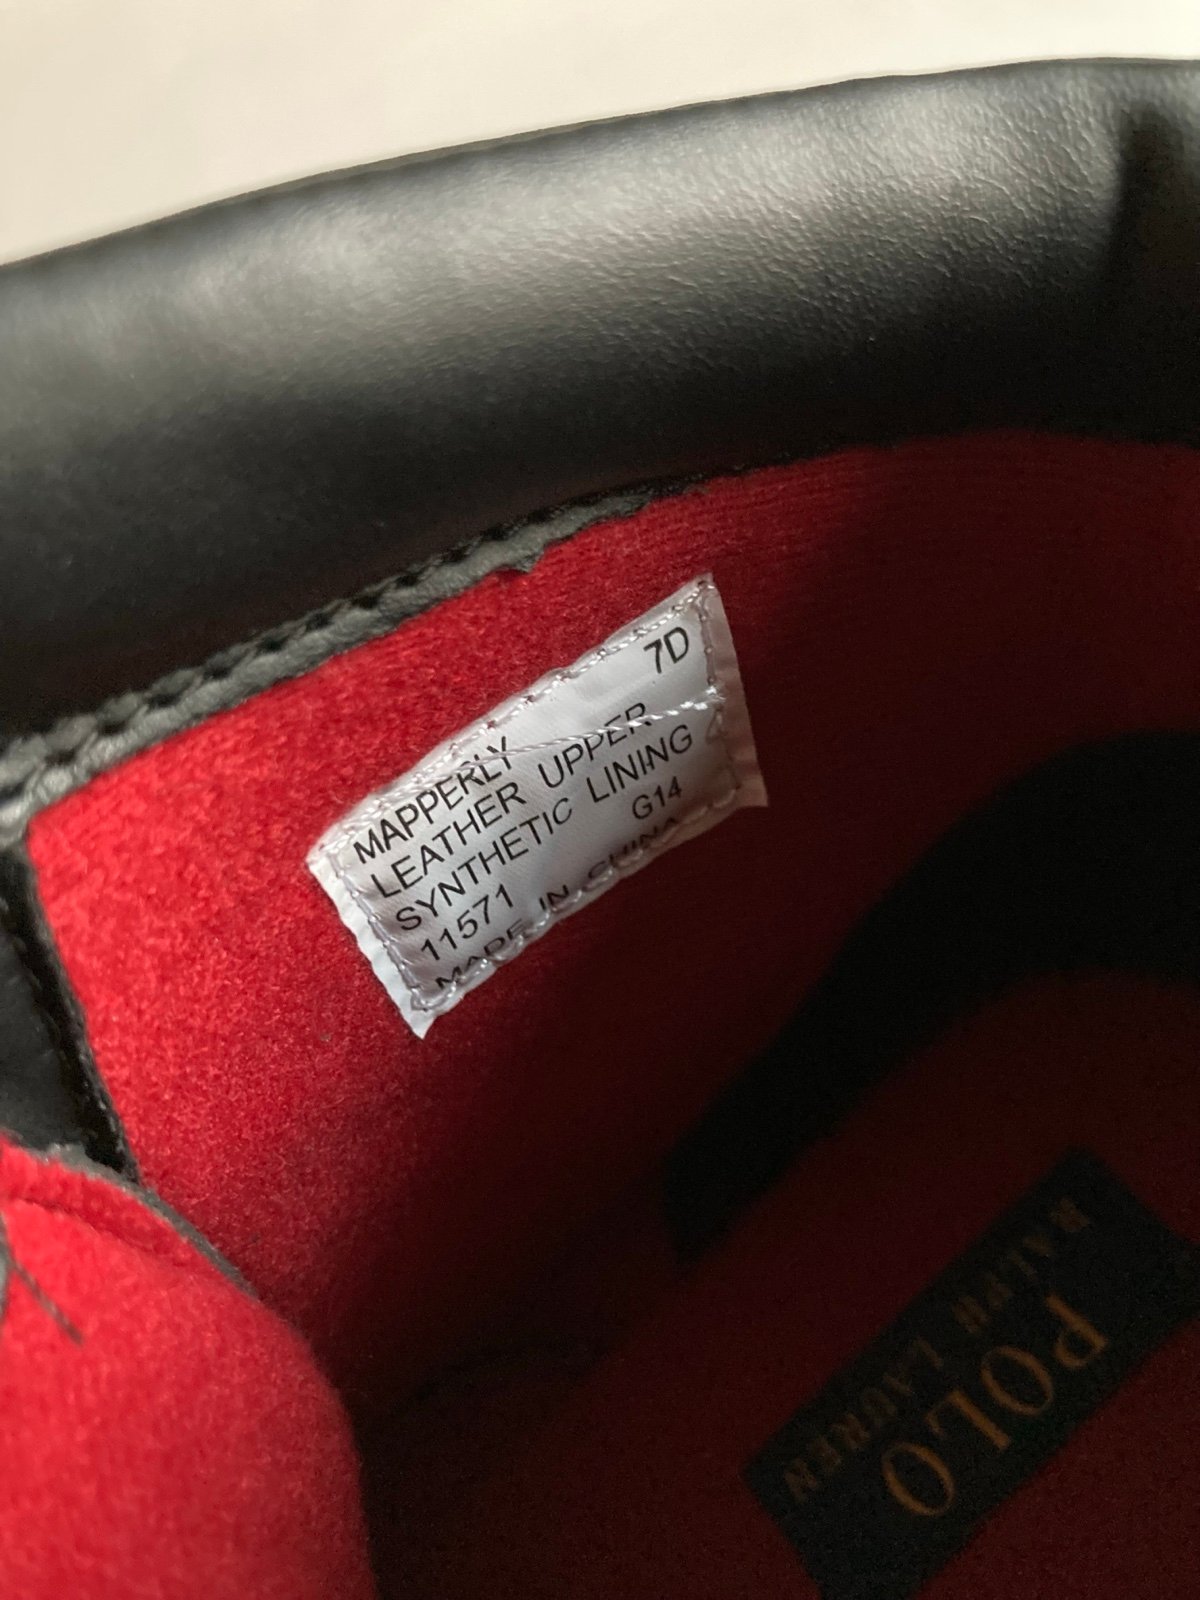 7D
MAPPERLY
LEATHER UPPER
SYNTHETIC LINING
11571 G14
MADE IN CHINA
POLO
RALPH LAUREN